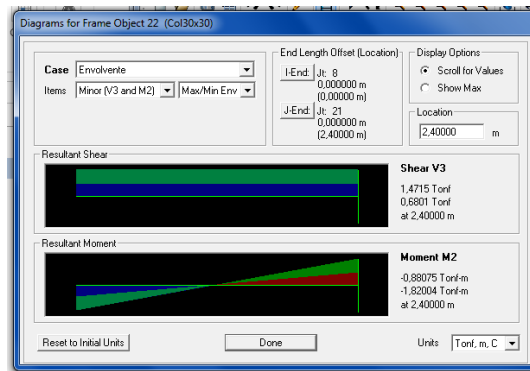 Diagrams for Frame Object 22 (Col30x30)
Case
Envolvente
Items
Minor (V3 and M2)
Max/Min Env
End Length Offset (Location)
I-End:
Jt: 8
0,000000 m
(0,00000 m)
J-End:
Jt: 21
0,000000 m
(2,40000 m)
Display Options
Scroll for Values
Show Max
Location
2,40000 m
Resultant Shear
Shear V3
1,4715 Tonf
0,6801 Tonf
at 2,40000 m
Resultant Moment
Moment M2
-0,88075 Tonf-m
-1,82004 Tonf-m
at 2,40000 m
Reset to Initial Units
Done
Units
Tonf, m, C